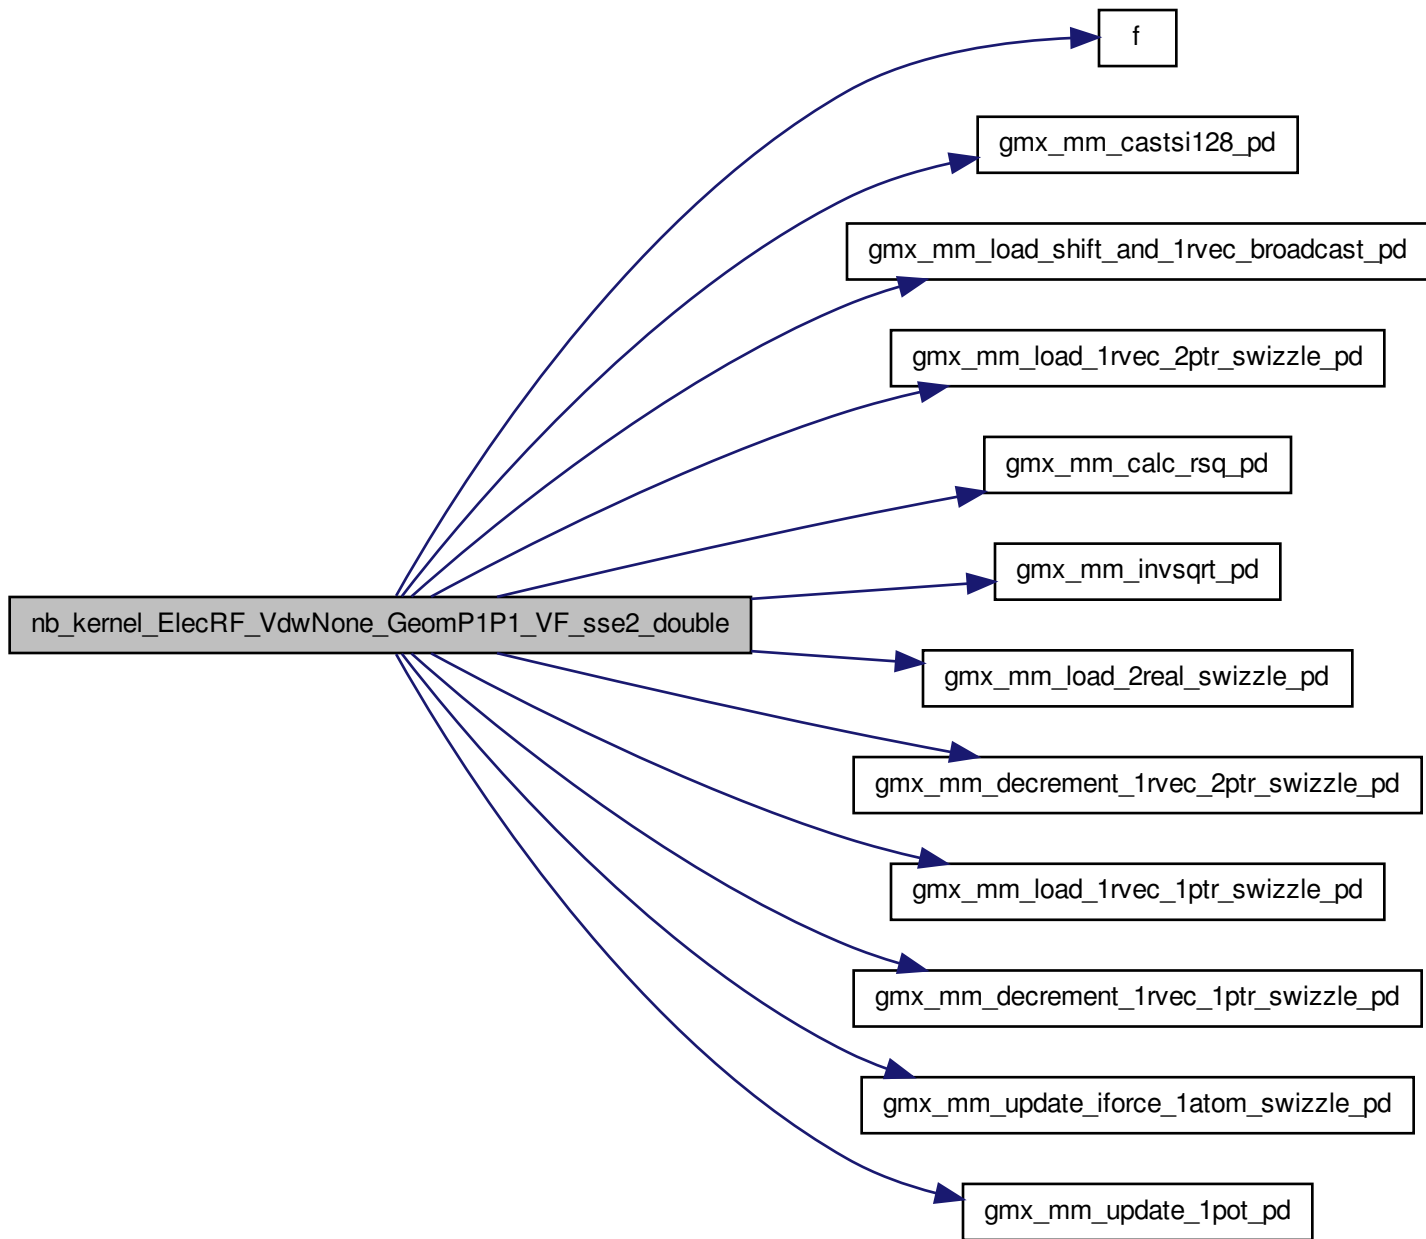 f
gmx_mm_castsi128_pd
gmx_mm_load_shift_and_1rvec_broadcast_pd
gmx_mm_load_1rvec_2ptr_swizzle_pd
gmx_mm_calc_rsq_pd
gmx_mm_invsqrt_pd
nb_kernel_ElecRF_VdwNone_GeomP1P1_VF_sse2_double
gmx_mm_load_2real_swizzle_pd
gmx_mm_decrement_1rvec_2ptr_swizzle_pd
gmx_mm_load_1rvec_1ptr_swizzle_pd
gmx_mm_decrement_1rvec_1ptr_swizzle_pd
gmx_mm_update_iforce_1atom_swizzle_pd
gmx_mm_update_1pot_pd